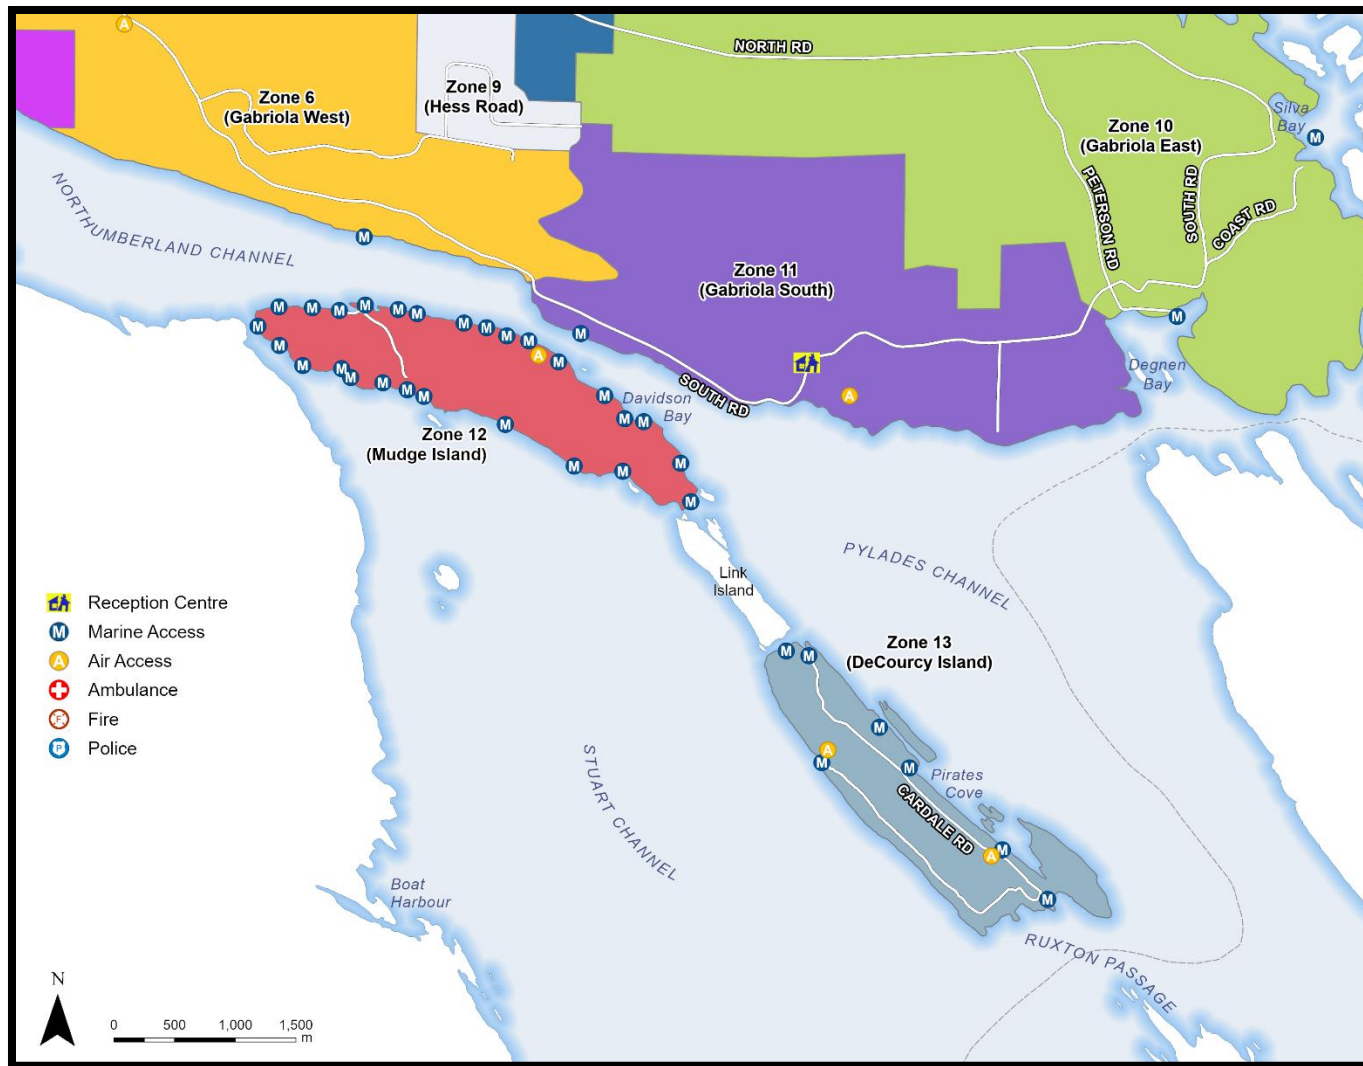 A
NORTH RD
Zone 9
(Hess Road)
Zone 6
(Gabriola West)
Silva
Bay
Zone 10
(Gabriola East)
M
PETERSON RD
SOUTH RD
COAST RD
NORTHUMBERLAND CHANNEL
M
Zone 11
(Gabriola South)
M M M M M M M M M M M
M
M
M
A
M
M
M
M
M
M
M
M
Degnen
Bay
SOUTH RD
A
Davidson
Bay
M
M
M
M
Zone 12
(Mudge Island)
M
M
M
M
M
PYLADES CHANNEL
Link
Island
Reception Centre
M Marine Access
A Air Access
Ambulance
F Fire
P Police
Zone 13
(DeCourcy Island)
M
M
M
A
M
M
Pirates
Cove
CARDALE RD
STUART CHANNEL
A
M
M
Boat
Harbour
RUXTON PASSAGE
N
0 500 1,000 1,500
m